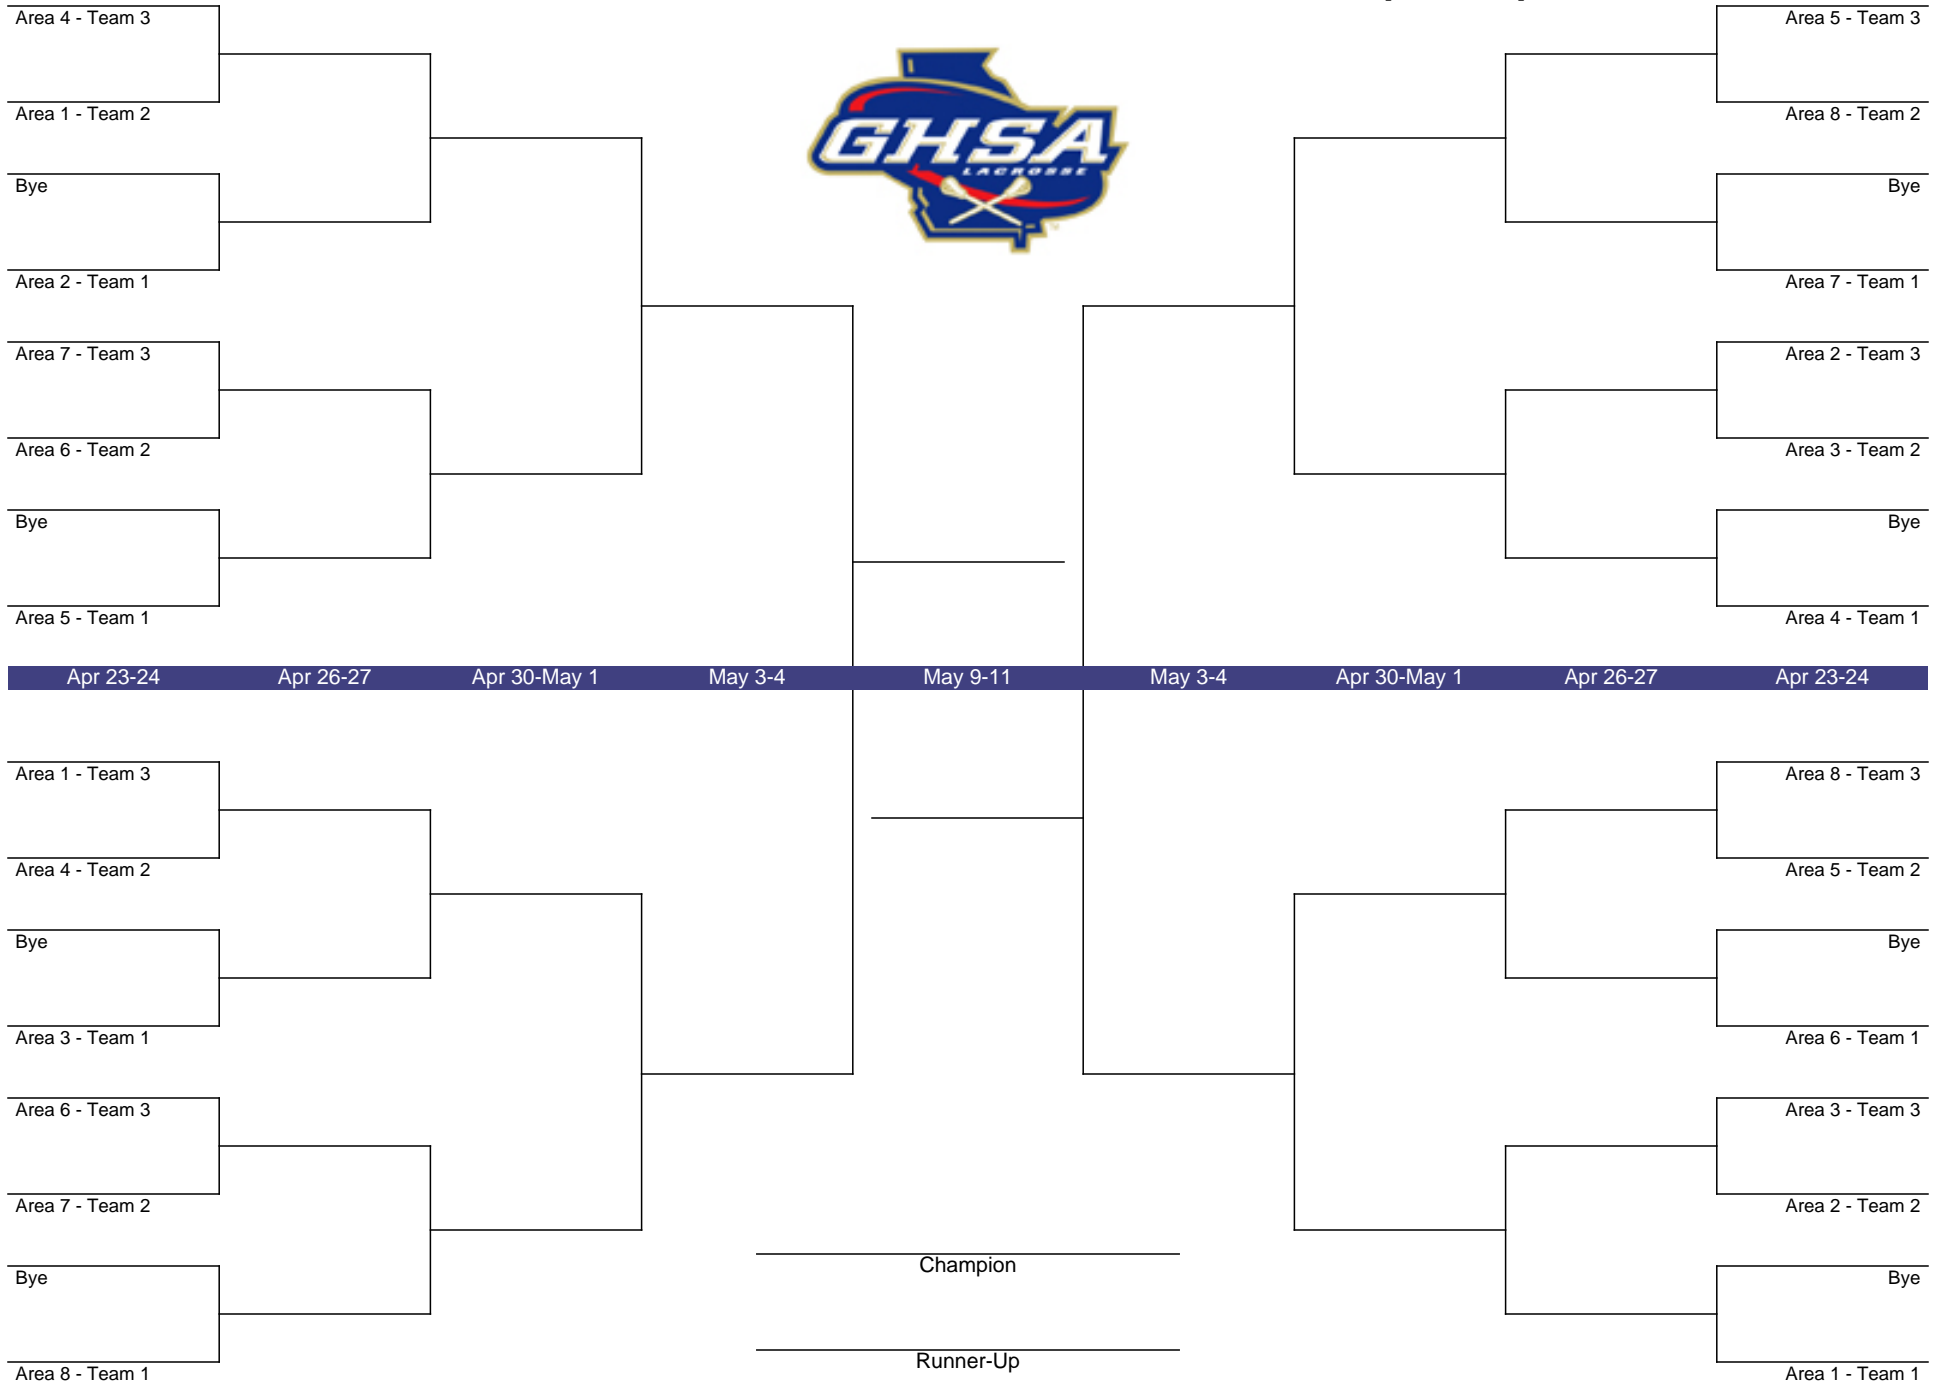 Area 4 - Team 3
Area 1 - Team 2
Bye
Area 2 - Team 1
Area 7 - Team 3
Area 6 - Team 2
Bye
Area 5 - Team 1
GHSA
LACROSSE
TM
Area 5 - Team 3
Area 8 - Team 2
Bye
Area 7 - Team 1
Area 2 - Team 3
Area 3 - Team 2
Bye
Area 4 - Team 1
Apr 23-24 Apr 26-27 Apr 30-May 1 May 3-4 May 9-11 May 3-4 Apr 30-May 1 Apr 26-27 Apr 23-24
Area 1 - Team 3
Area 4 - Team 2
Bye
Area 3 - Team 1
Area 6 - Team 3
Area 7 - Team 2
Bye
Area 8 - Team 1
Champion
Runner-Up
Area 8 - Team 3
Area 5 - Team 2
Bye
Area 6 - Team 1
Area 3 - Team 3
Area 2 - Team 2
Bye
Area 1 - Team 1